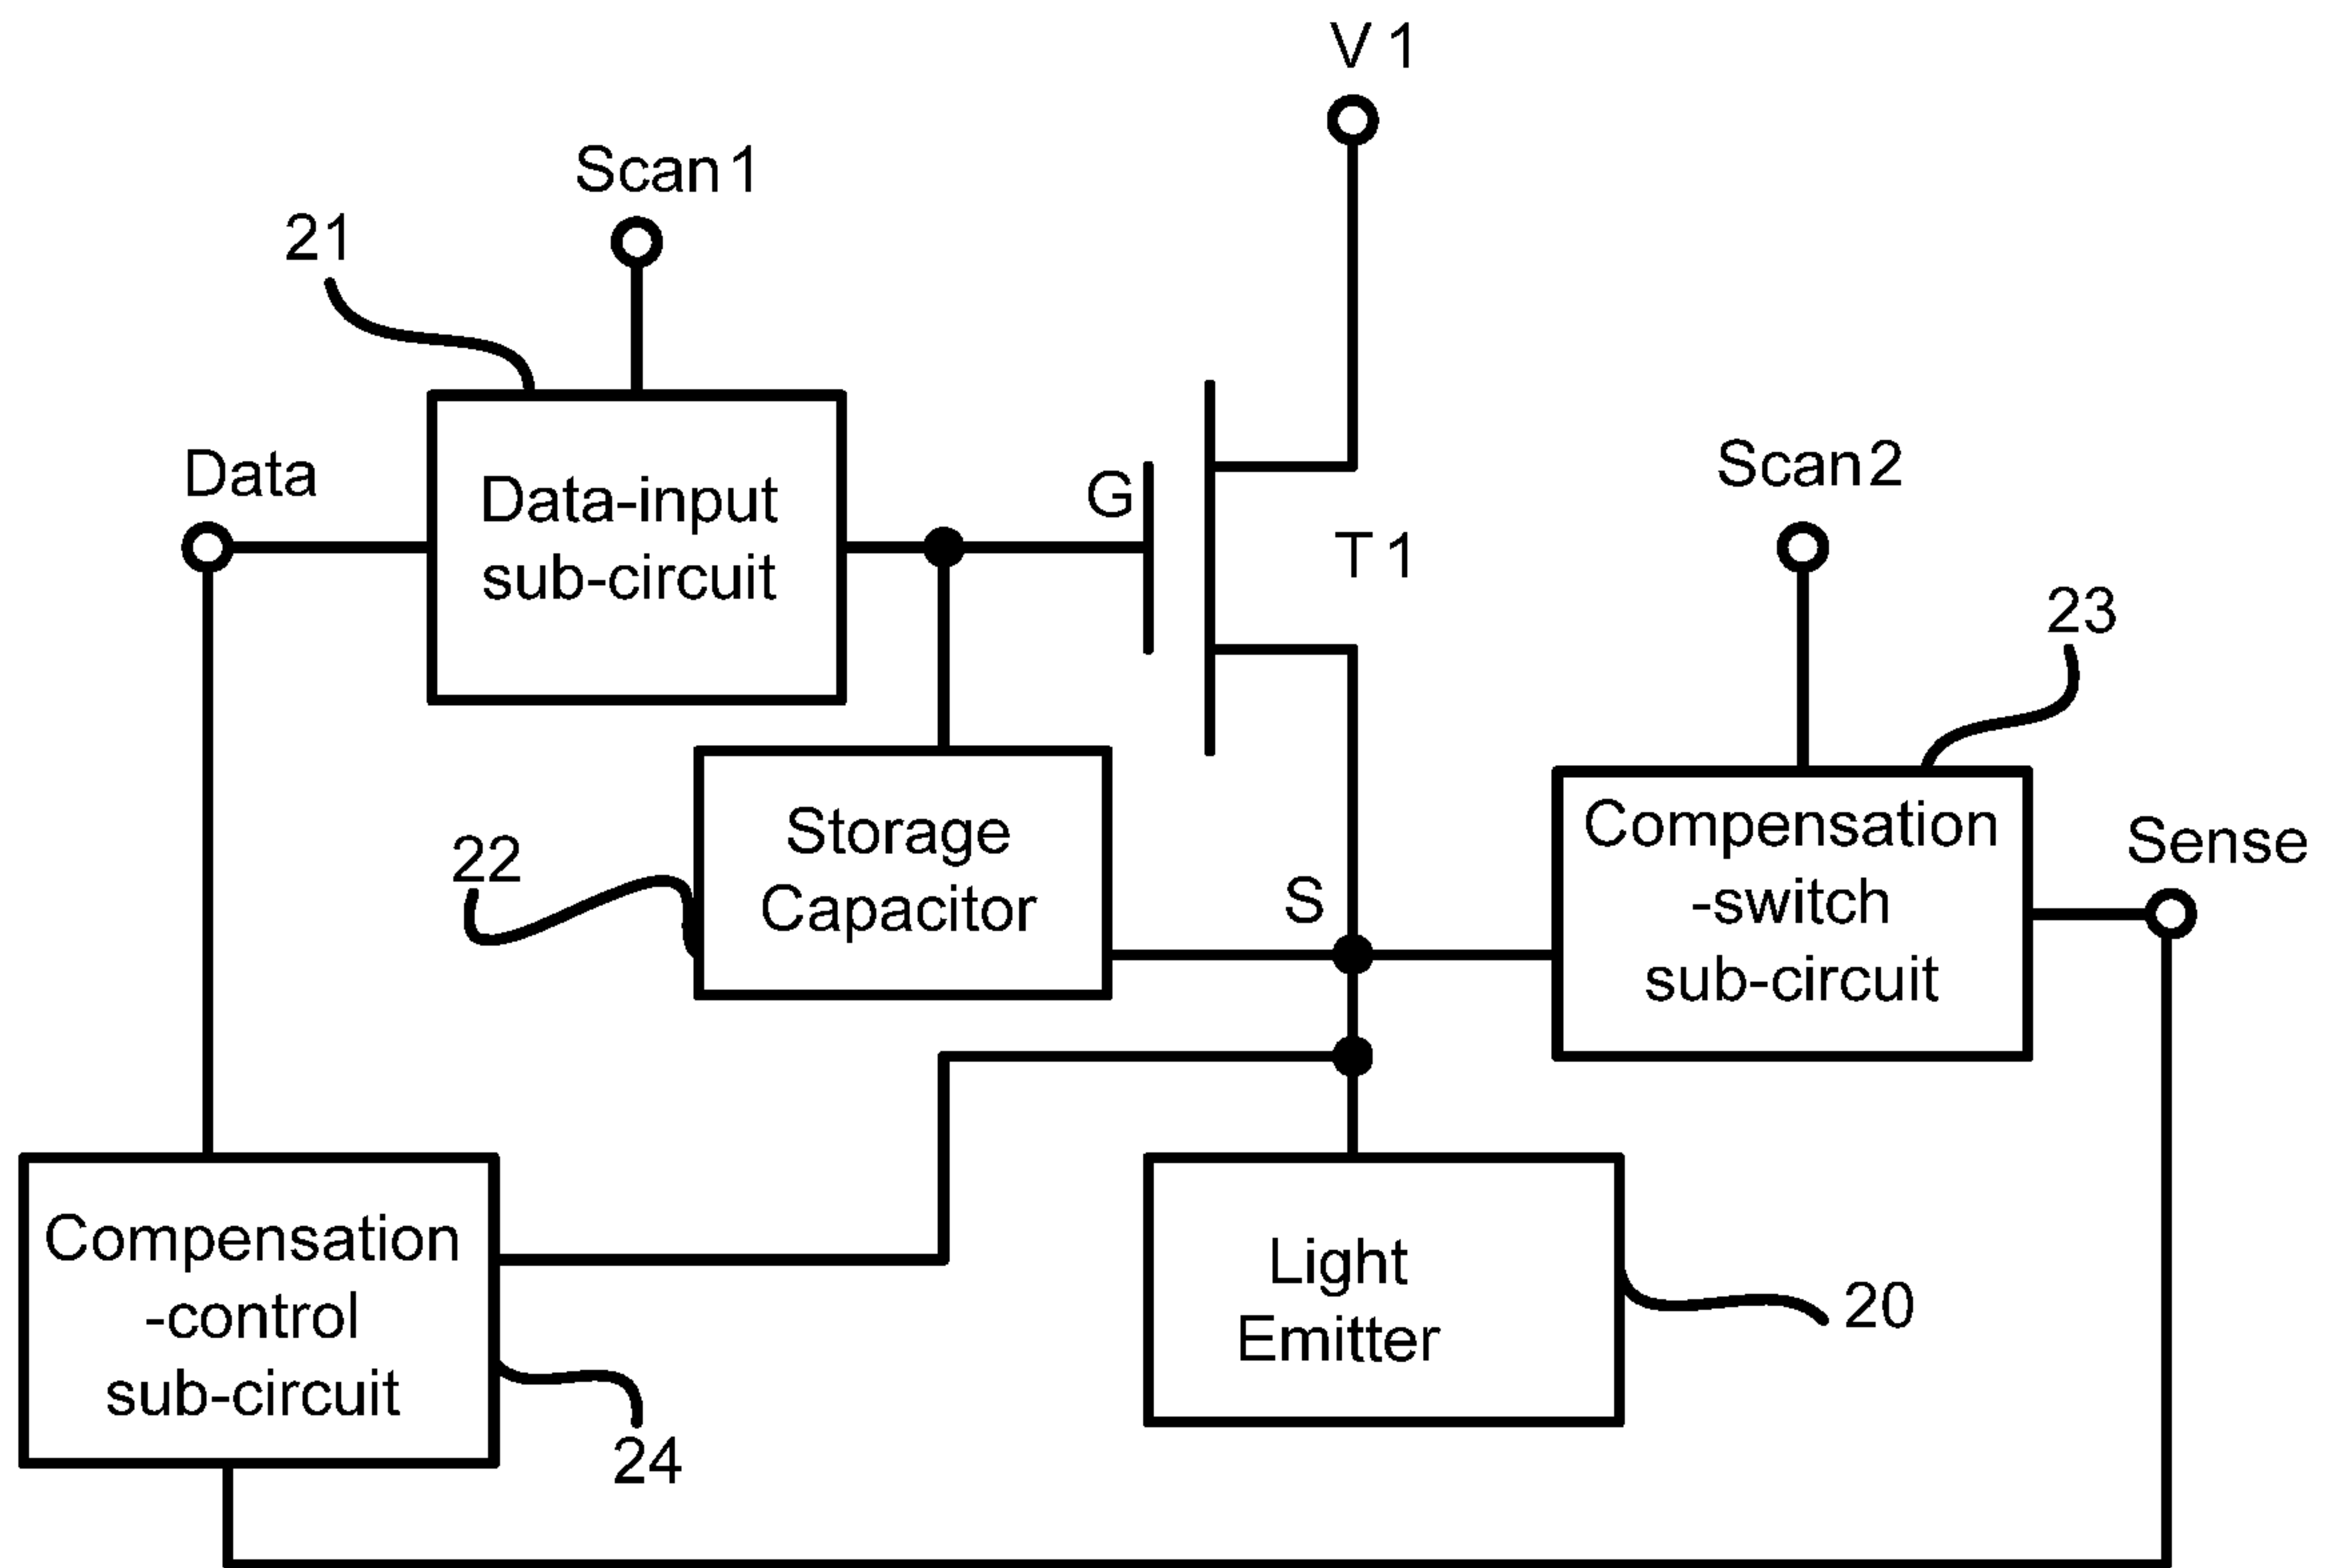 V1
Scan1
21
Data
Data-input
sub-circuit
G
T1
Scan2
23
Storage
Capacitor
22
S
Compensation
-switch
sub-circuit
Sense
Compensation
-control
sub-circuit
24
Light
Emitter
20